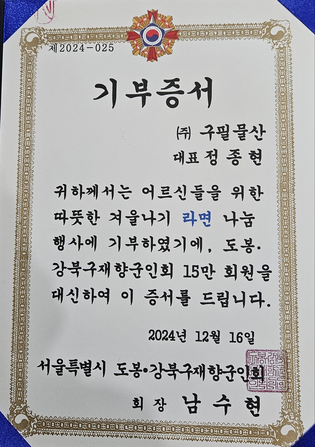 제2024-025
기부증서
㈜ 구필물산
대표 정종현
귀하께서는 어르신들을 위한
따뜻한 겨울나기 라면 나눔
행사에 기부하였기에, 도봉·
강북구재향군인회 15만 회원을
대신하여 이 증서를 드립니다.
2024년 12월 16일
서울특별시 도봉·강북구재향군인회
회장 남수현